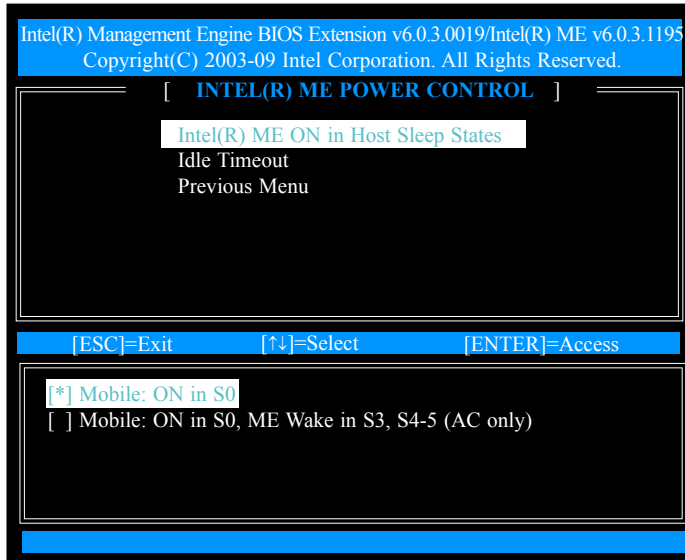 Intel(R) Management Engine BIOS Extension v6.0.3.0019/Intel(R) ME v6.0.3.1195
Copyright(C) 2003-09 Intel Corporation. All Rights Reserved.
[ INTEL(R) ME POWER CONTROL ]
Intel(R) ME ON in Host Sleep States
Idle Timeout
Previous Menu
[ESC]=Exit [↑↓]=Select [ENTER]=Access
[*] Mobile: ON in S0
[ ] Mobile: ON in S0, ME Wake in S3, S4-5 (AC only)